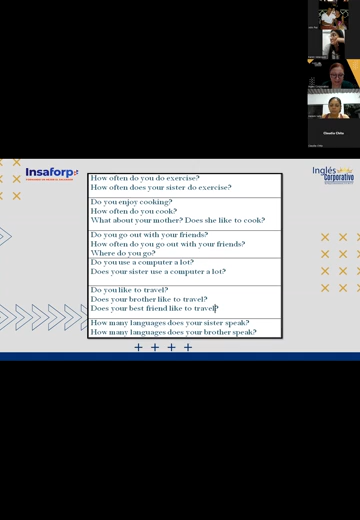 Claudia Chita
Insaforp
Inglés
Corporativo
How often do you do exercise?
How often does your sister do exercise?
Do you enjoy cooking?
How often do you cook?
What about your mother? Does she like to cook?
Do you go out with your friends?
How often do you go out with your friends?
Where do you go?
Do you use a computer a lot?
Does your sister use a computer a lot?
Do you like to travel?
Does your brother like to travel?
Does your best friend like to travel?
How many languages does your sister speak?
How many languages does your brother speak?